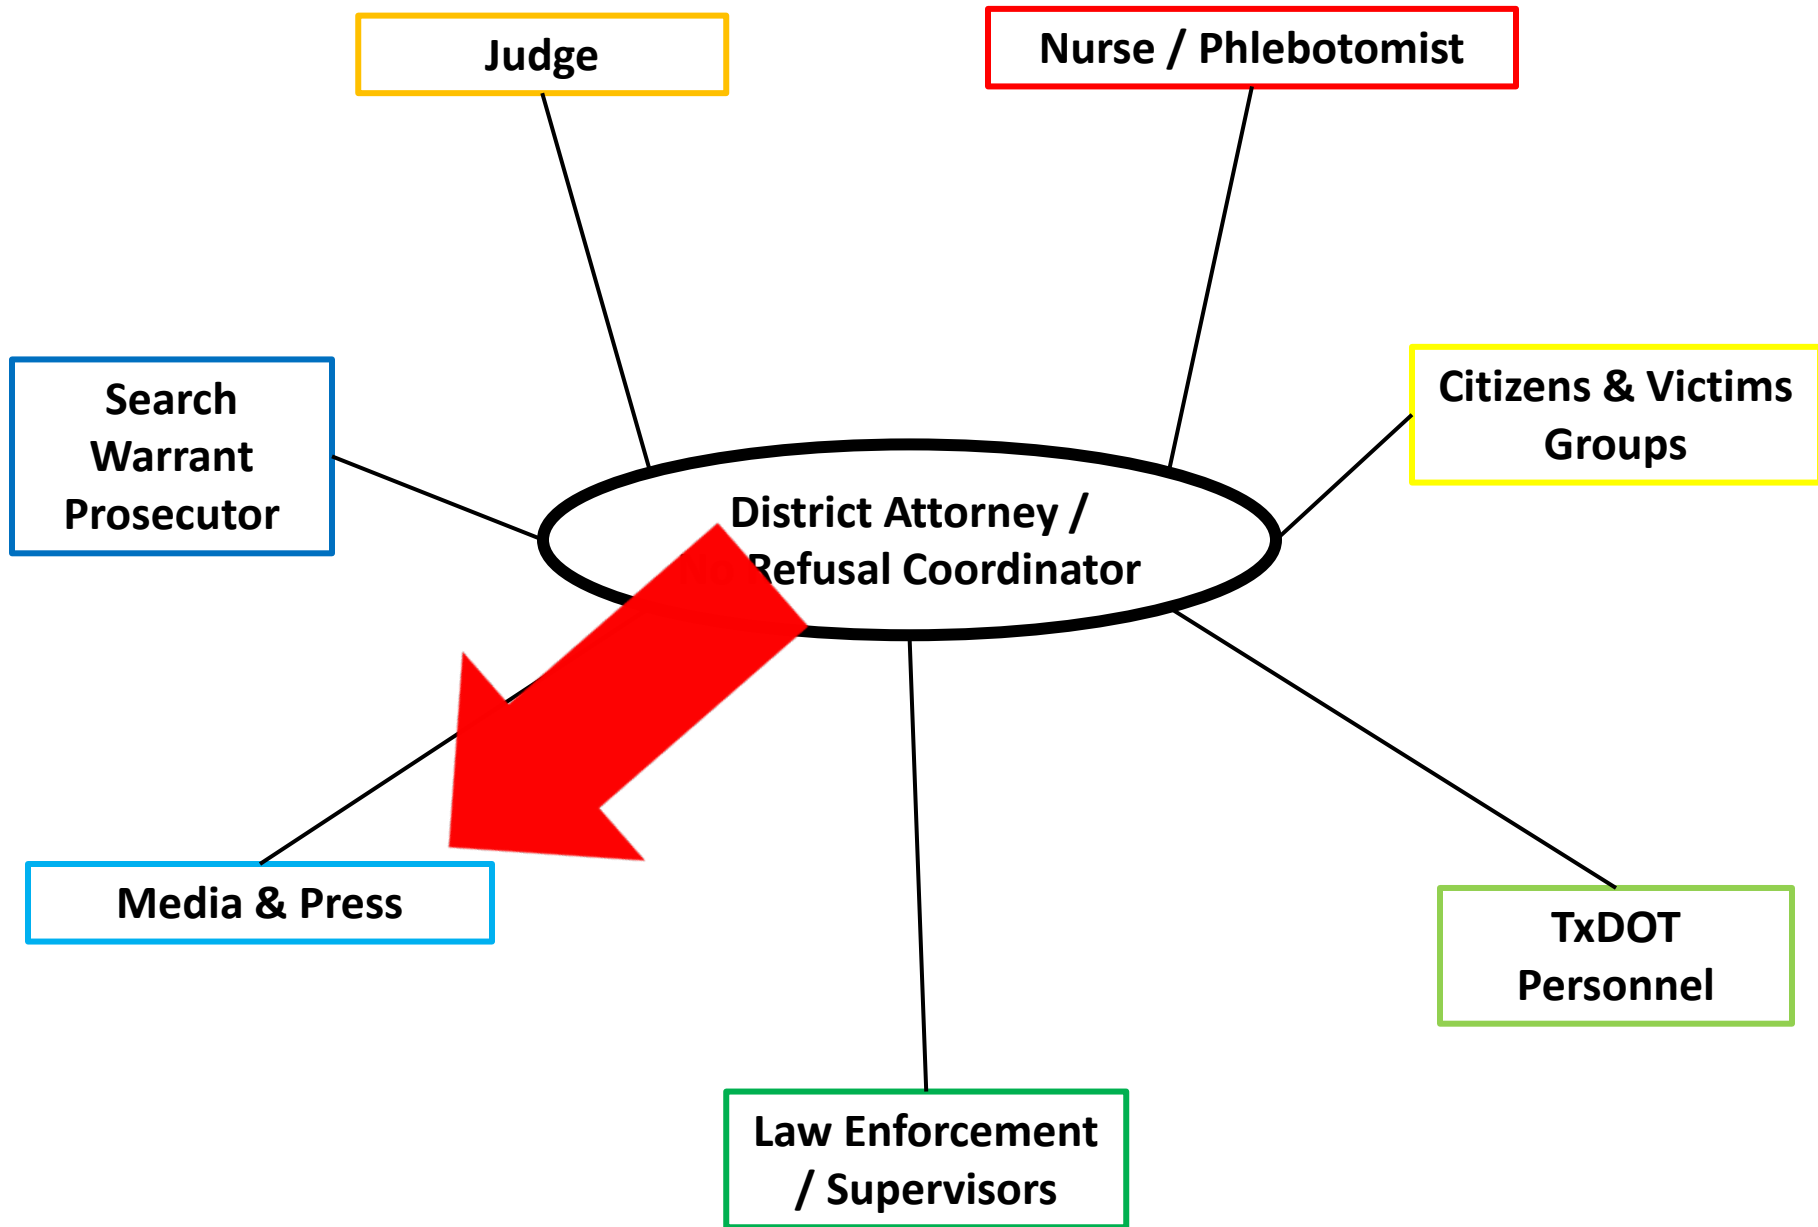 Judge
Nurse / Phlebotomist
Search
Warrant
Prosecutor
Citizens & Victims
Groups
District Attorney /
No Refusal Coordinator
Media & Press
TxDOT
Personnel
Law Enforcement
/ Supervisors